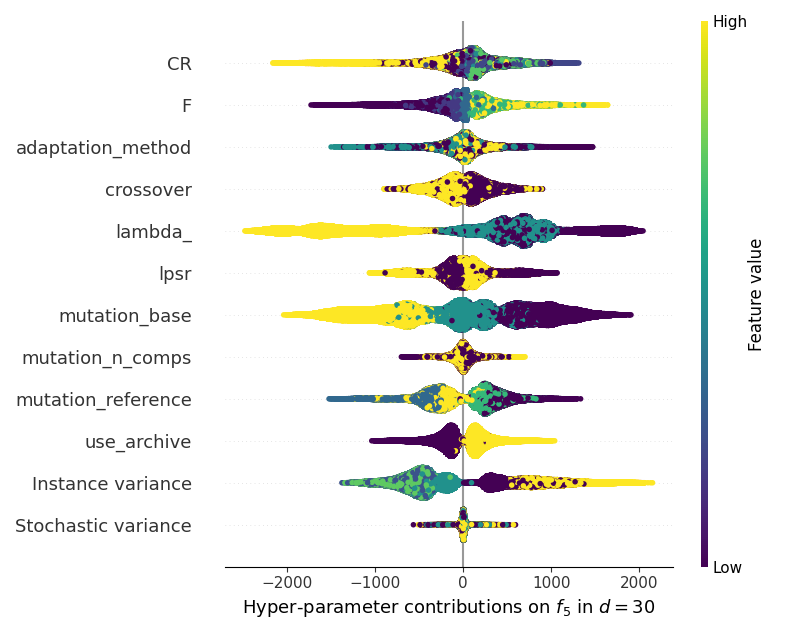 High
CR
F
adaptation_method
crossover
lambda_
lpsr
mutation_base
mutation_n_comps
mutation_reference
use_archive
Instance variance
Stochastic variance
Feature value
Low
−2000 −1000 0 1000 2000
Hyper-parameter contributions on f₅ in d = 30